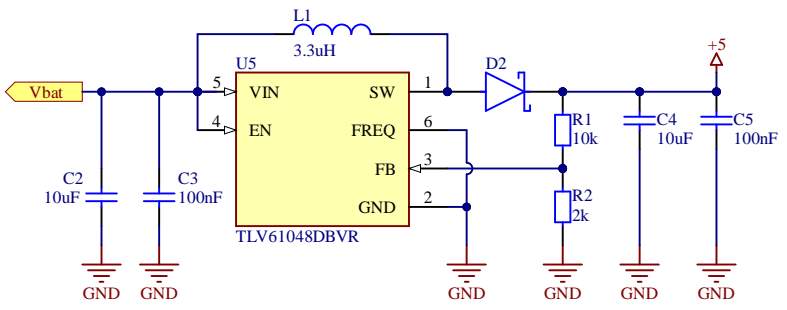 L1
3.3uH
U5
D2
+5
Vbat
5
VIN
SW
1
4
EN
FREQ
6
FB
3
GND
2
TLV61048DBVR
C2
10uF
C3
100nF
R1
10k
R2
2k
C4
10uF
C5
100nF
GND
GND
GND
GND
GND
GND